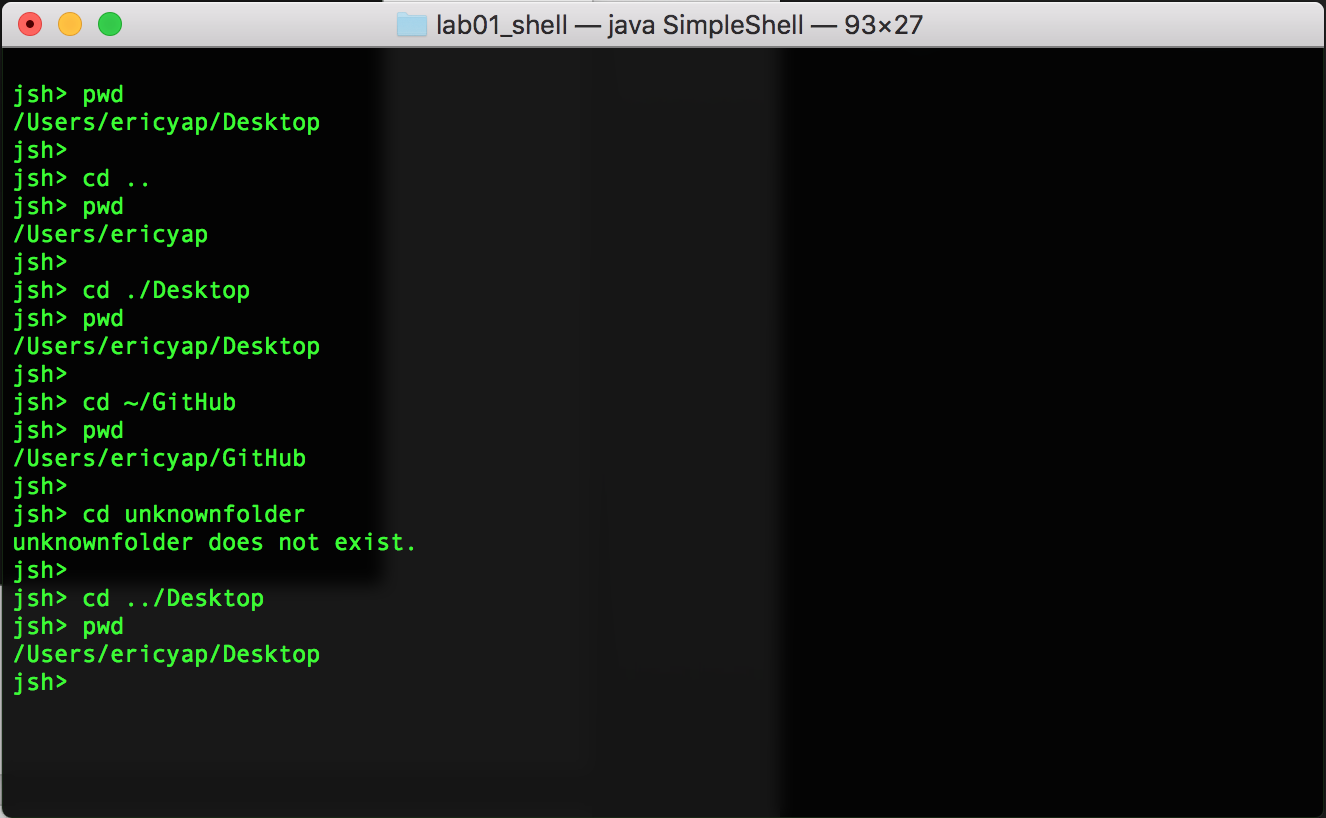 lab01_shell — java SimpleShell — 93×27
jsh> pwd
/Users/ericyap/Desktop
jsh>
jsh> cd ..
jsh> pwd
/Users/ericyap
jsh>
jsh> cd ./Desktop
jsh> pwd
/Users/ericyap/Desktop
jsh>
jsh> cd ~/GitHub
jsh> pwd
/Users/ericyap/GitHub
jsh>
jsh> cd unknownfolder
unknownfolder does not exist.
jsh>
jsh> cd ../Desktop
jsh> pwd
/Users/ericyap/Desktop
jsh>